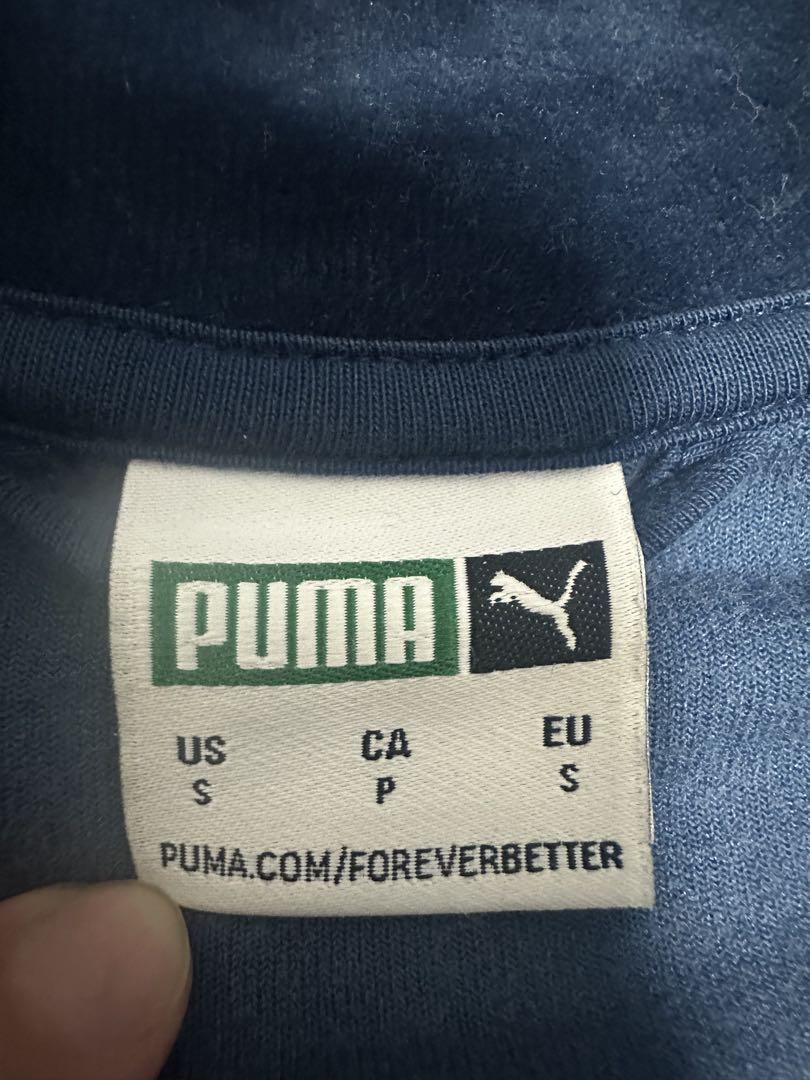 PUMA
US CA EU
S P S
PUMA.COM/FOREVERBETTER